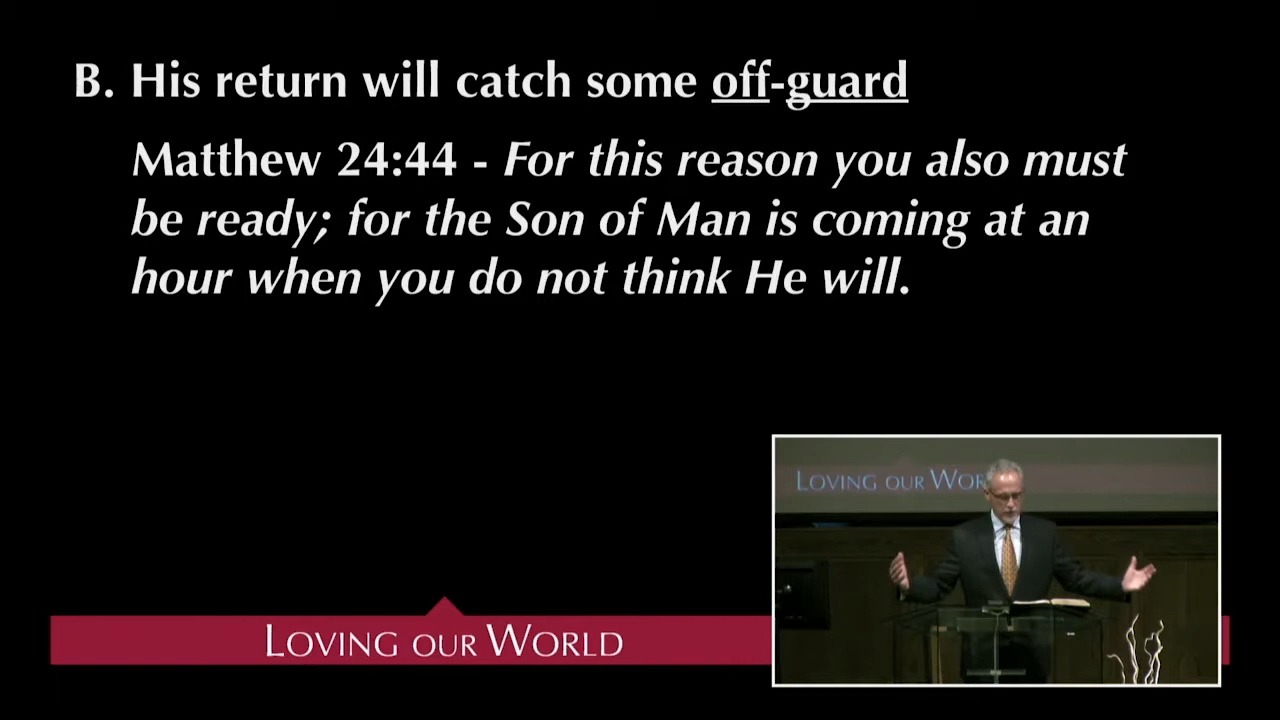 B. His return will catch some off-guard
Matthew 24:44 - For this reason you also must
be ready; for the Son of Man is coming at an
hour when you do not think He will.
LOVING OUR WORLD
LOVING OUR WOR